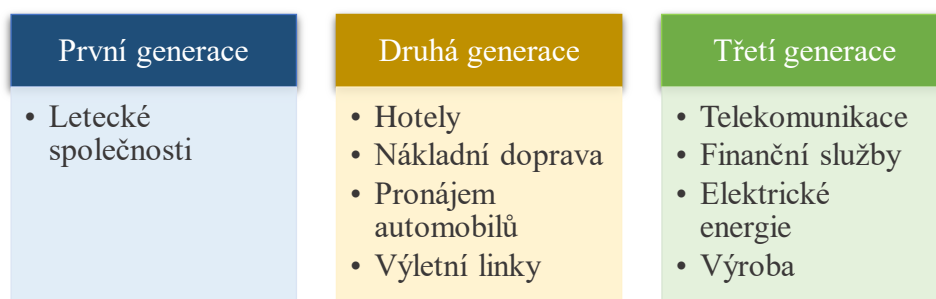 První generace
• Letecké
společnosti
Druhá generace
• Hotely
• Nákladní doprava
• Pronájem
automobilů
• Výletní linky
Třetí generace
• Telekomunikace
• Finanční služby
• Elektrické
energie
• Výroba